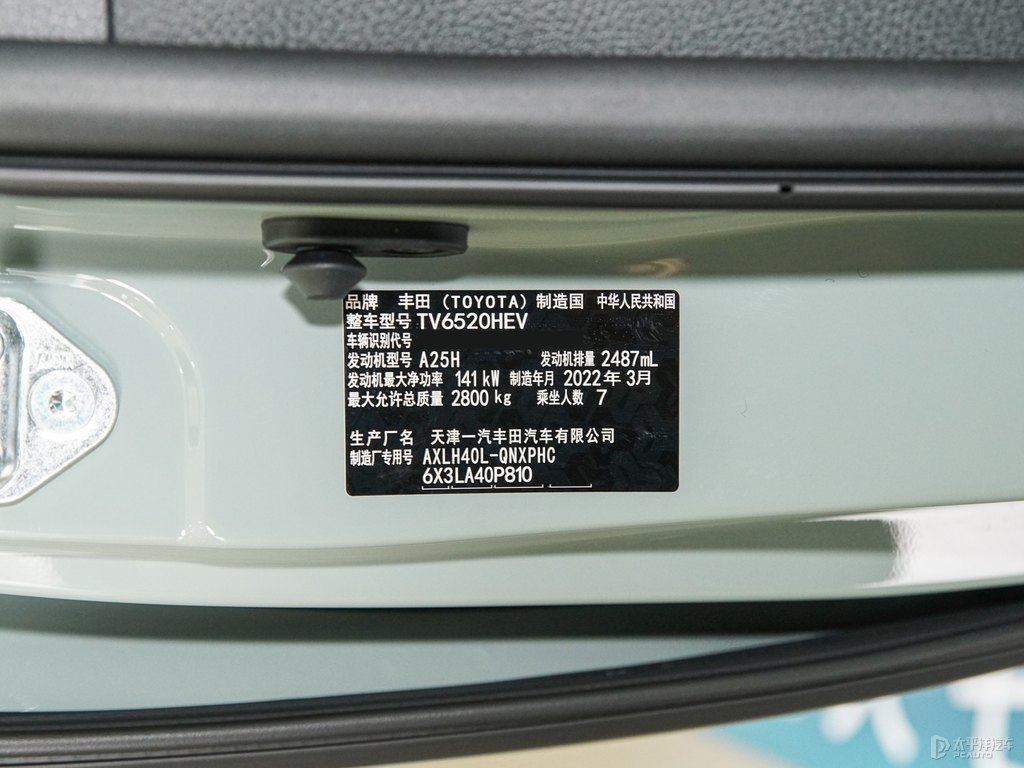 品牌 丰田（TOYOTA）制造国 中华人民共和国
整车型号 TV6520HEV
车辆识别代号
发动机型号 A25H 发动机排量 2487mL
发动机最大净功率 141 kW 制造年月 2022年 3月
最大允许总质量 2800 kg 乘坐人数 7
生产厂名 天津一汽丰田汽车有限公司
制造厂专用号 AXLH40L-QNXPHC
6X3LA40P810
太平洋汽车
PCAUTO